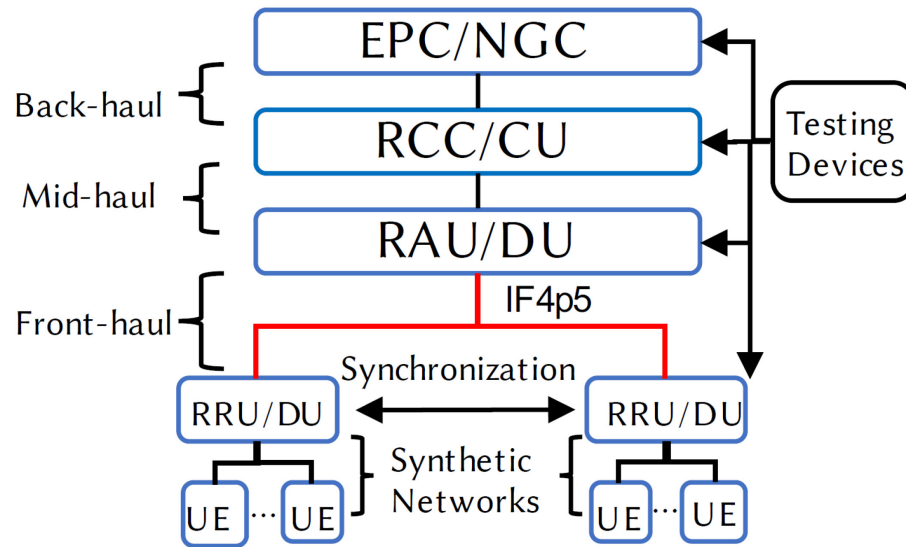 EPC/NGC
Back-haul
RCC/CU
Testing
Devices
Mid-haul
RAU/DU
IF4p5
Front-haul
Synchronization
RRU/DU
RRU/DU
Synthetic
Networks
UE ... UE
UE ... UE